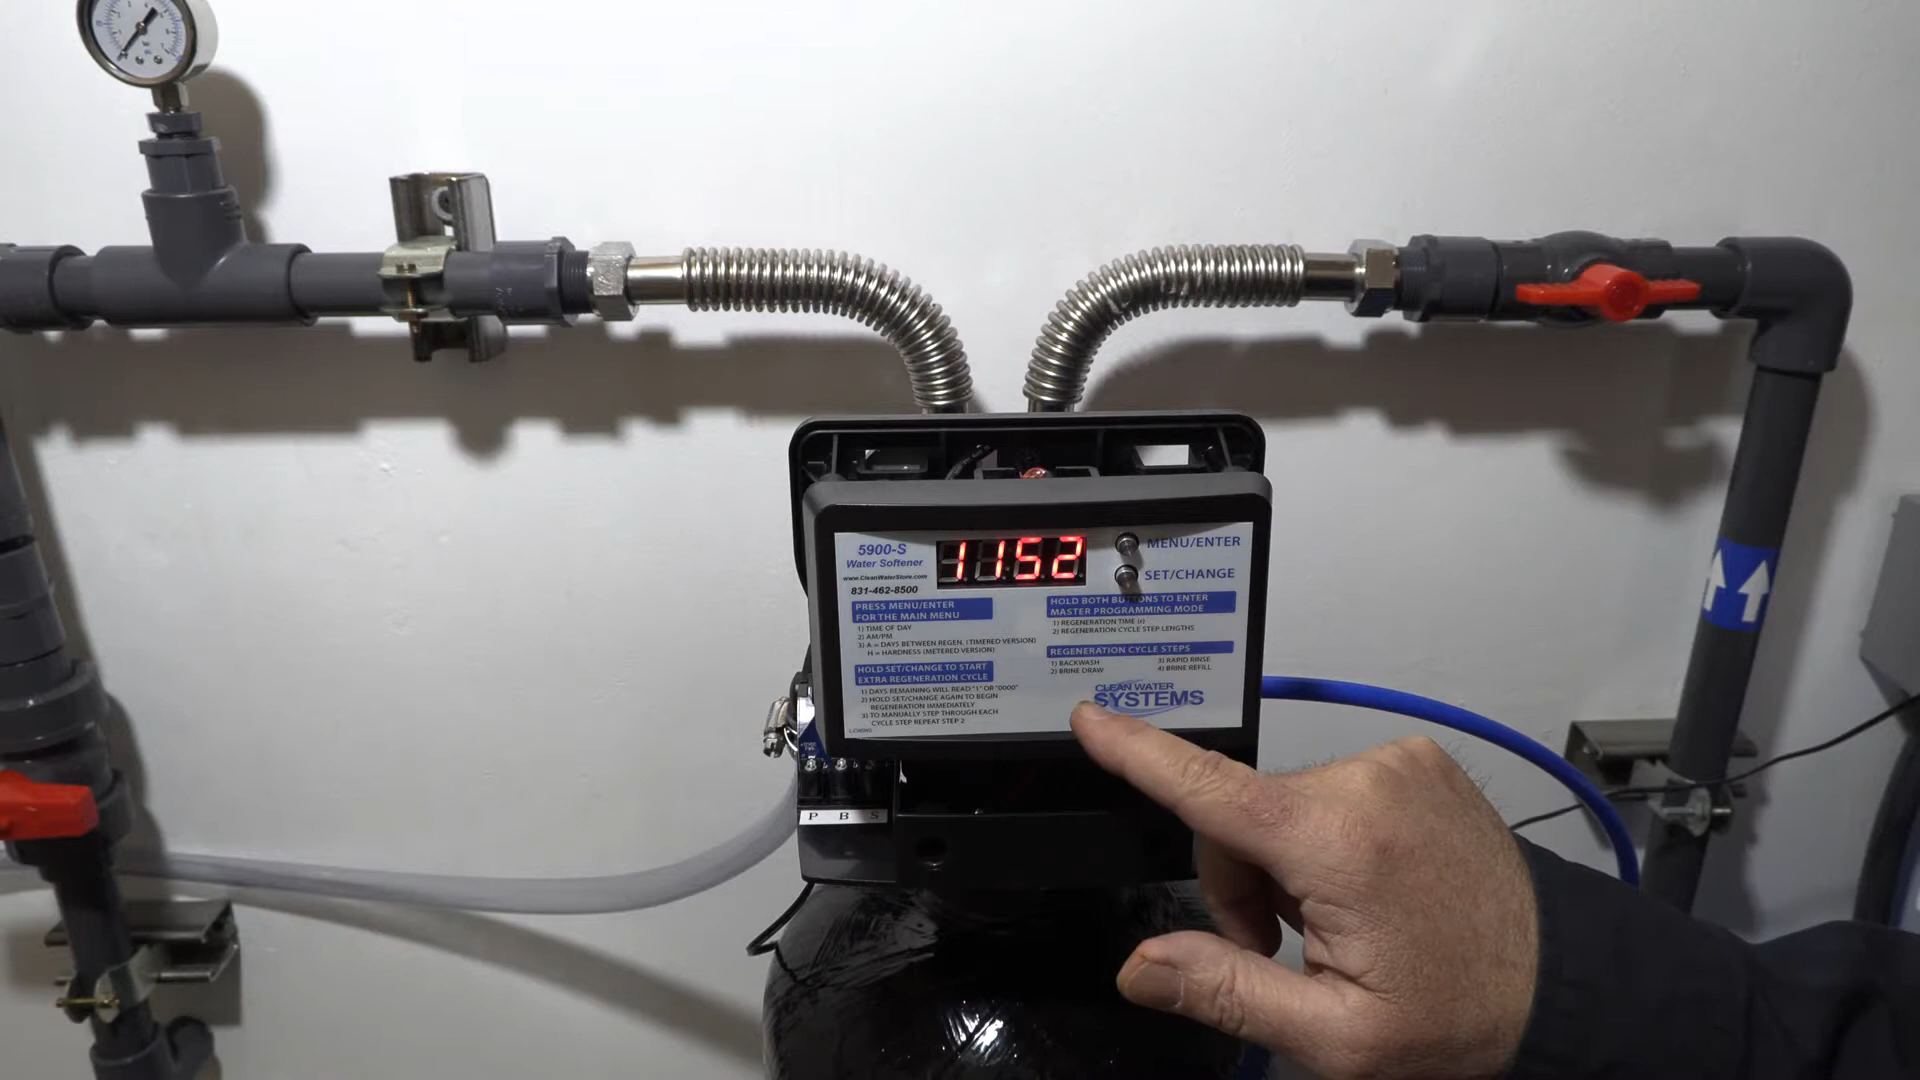 5900-S
Water Softener
www.CleanWaterStore.com
831-462-8500
1152
MENU/ENTER
SET/CHANGE
PRESS MENU/ENTER
FOR THE MAIN MENU
1) TIME OF DAY
2) AM/PM
3) A = DAYS BETWEEN REGEN. (TIMERED VERSION)
H = HARDNESS (METERED VERSION)
HOLD SET/CHANGE TO START
EXTRA REGENERATION CYCLE
1) DAYS REMAINING WILL READ "1" OR "0000"
2) HOLD SET/CHANGE AGAIN TO BEGIN
REGENERATION IMMEDIATELY
3) TO MANUALLY STEP THROUGH EACH
CYCLE STEP REPEAT STEP 2
HOLD BOTH BUTTONS TO ENTER
MASTER PROGRAMMING MODE
1) REGENERATION TIME (r)
2) REGENERATION CYCLE STEP LENGTHS
REGENERATION CYCLE STEPS
1) BACKWASH 3) RAPID RINSE
2) BRINE DRAW 4) BRINE REFILL
CLEAN WATER
SYSTEMS
P B S